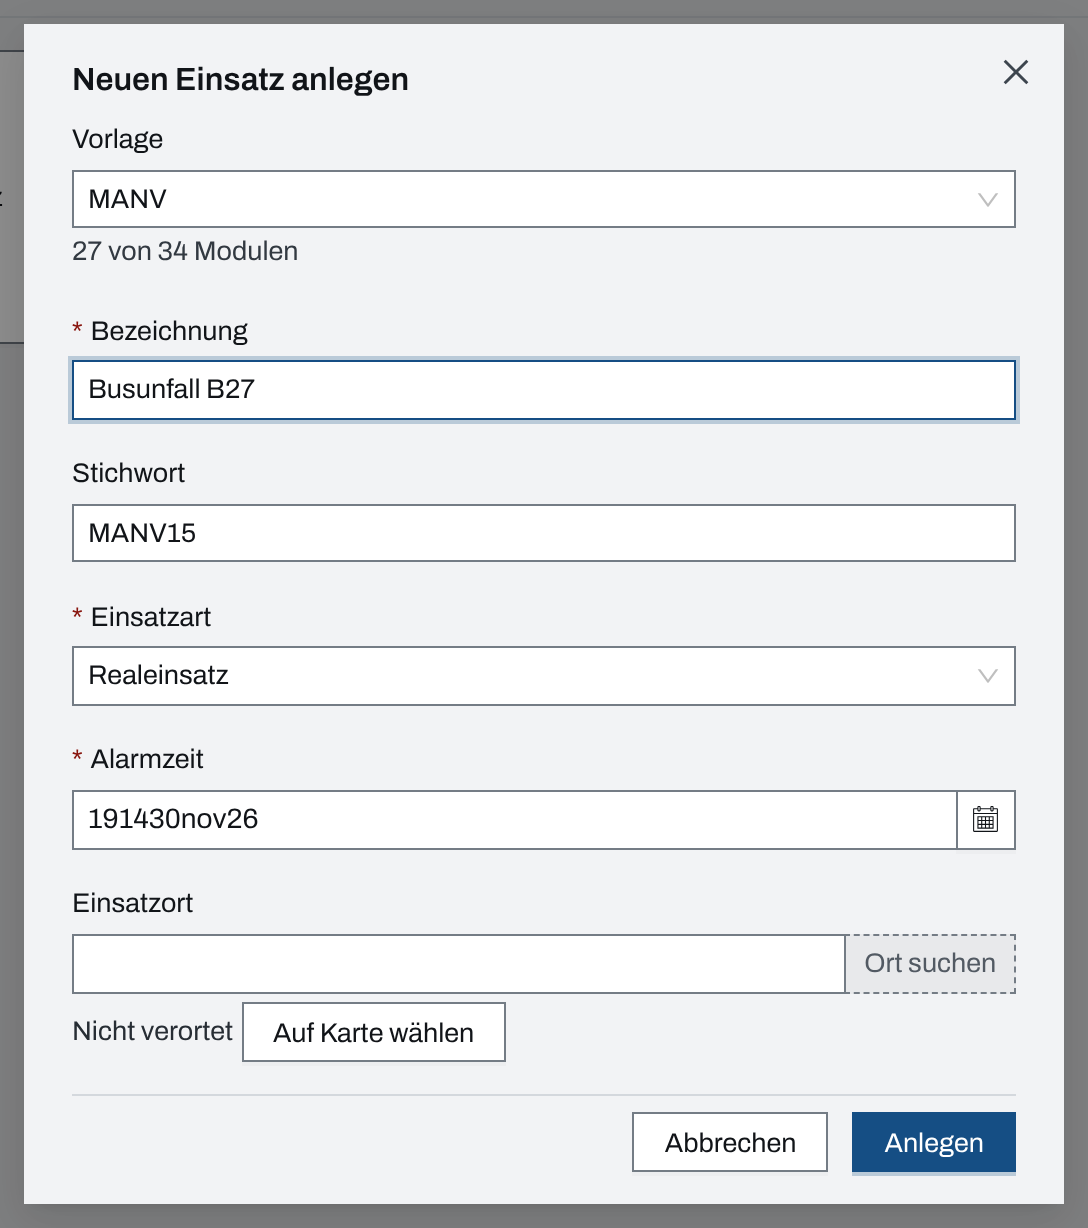 Neuen Einsatz anlegen
Vorlage
MANV
27 von 34 Modulen
* Bezeichnung
Busunfall B27
Stichwort
MANV15
* Einsatzart
Realeinsatz
* Alarmzeit
191430nov26
Einsatzort
Ort suchen
Nicht verortet Auf Karte wählen
Abbrechen Anlegen